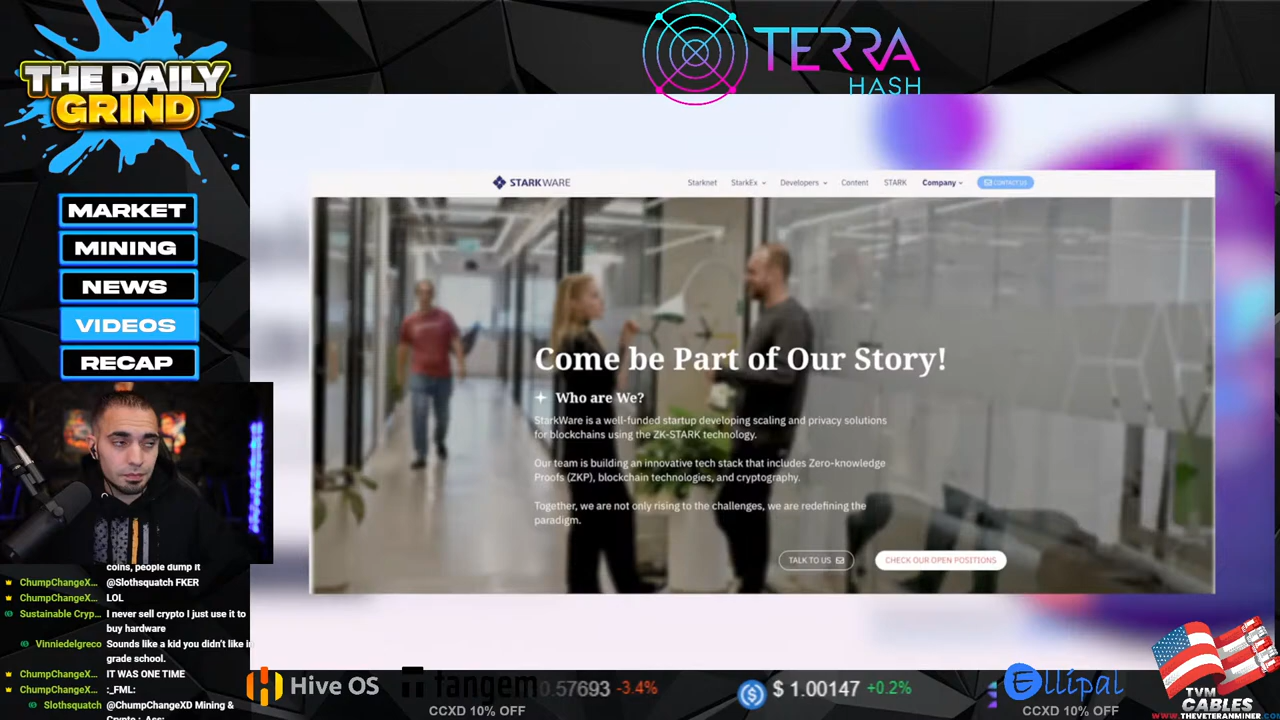 THE DAILY
GRIND
TERRA
HASH
MARKET
MINING
NEWS
VIDEOS
RECAP
STARKWARE
Starknet StarkEx Developers Content STARK Company CONTACT US
Come be Part of Our Story!
Who are We?
StarkWare is a well-funded startup developing scaling and privacy solutions
for blockchains using the ZK-STARK technology.
Our team is building an innovative tech stack that includes Zero-knowledge
Proofs (ZKP), blockchain technologies, and cryptography.
Together, we are not only rising to the challenges, we are redefining the
paradigm.
TALK TO US
CHECK OUR OPEN POSITIONS
coins, people dump it
ChumpChangeX... @Slothsquatch FKER
ChumpChangeX... LOL
Sustainable Cryp... I never sell crypto I just use it to
buy hardware
Vinniedelgreco Sounds like a kid you didn't like in
grade school.
ChumpChangeX... IT WAS ONE TIME
ChumpChangeX... :_FML:
Slothsquatch @ChumpChangeXD Mining &
Hive OS
tangem
CCXD 10% OFF
0.57693 -3.4%
$ 1.00147 +0.2%
Ellipal
CCXD 10% OFF
TVM
CABLES